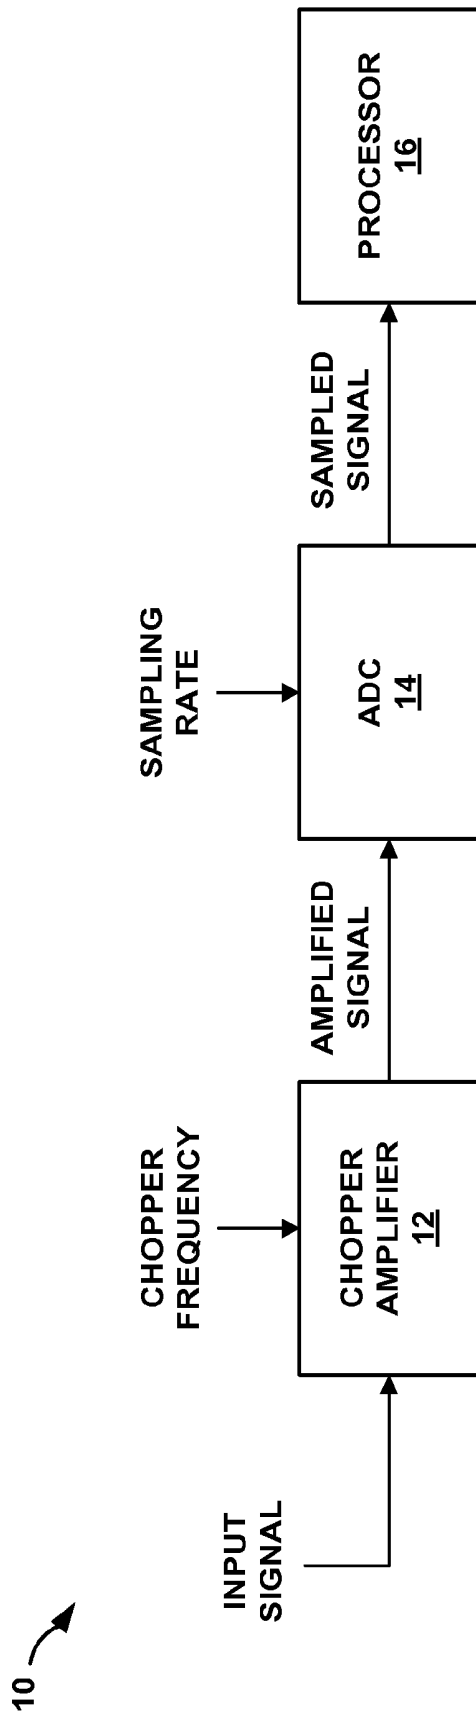 10
INPUT
SIGNAL
CHOPPER
FREQUENCY
CHOPPER
AMPLIFIER
12
AMPLIFIED
SIGNAL
SAMPLING
RATE
ADC
14
SAMPLED
SIGNAL
PROCESSOR
16